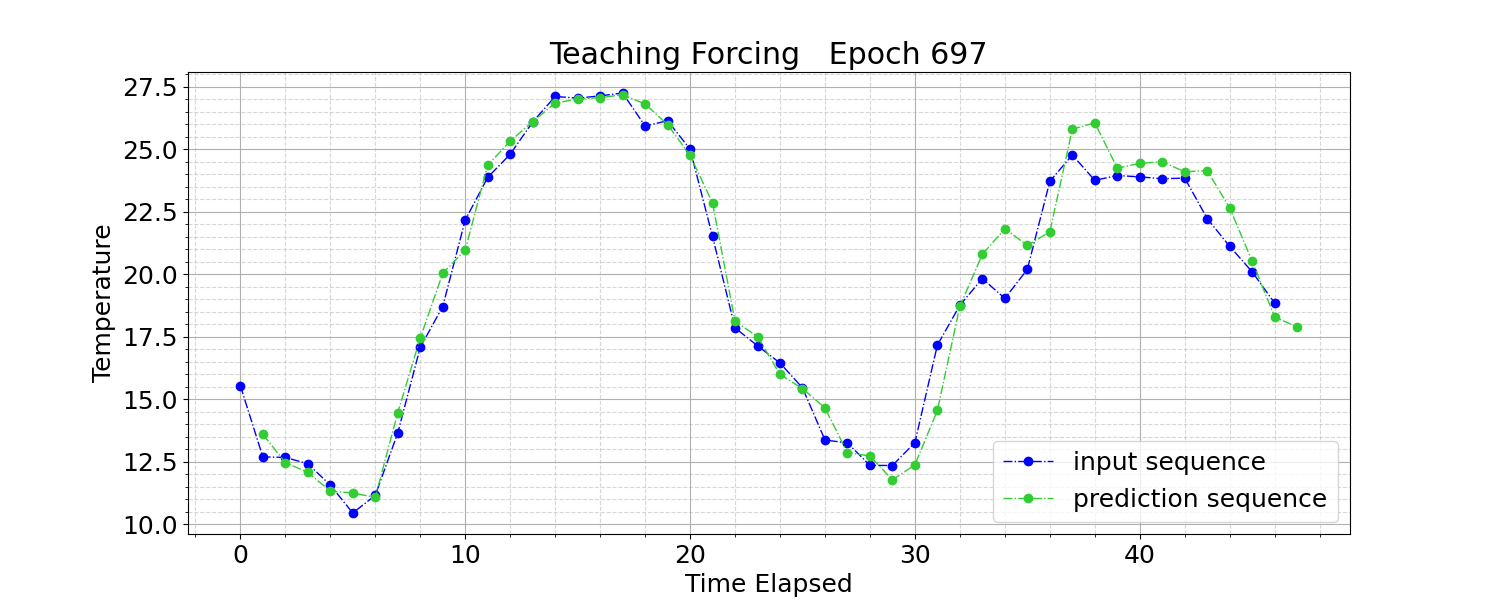 Teaching Forcing   Epoch 697
27.5
25.0
22.5
20.0
17.5
15.0
12.5
10.0
Temperature
0 10 20 30 40
Time Elapsed
input sequence
prediction sequence